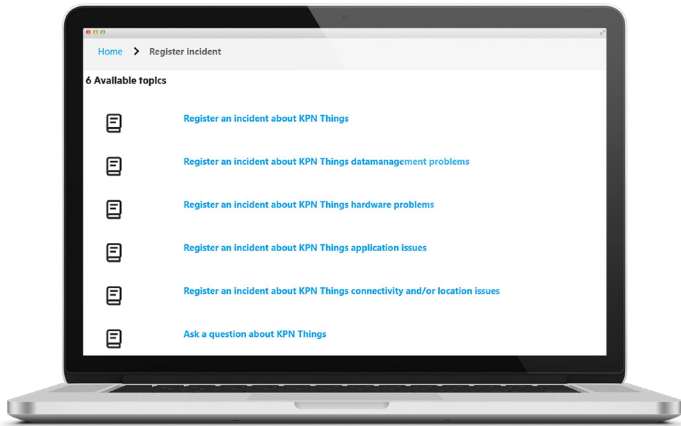 Home > Register incident
6 Available topics
Register an incident about KPN Things
Register an incident about KPN Things datamanagement problems
Register an incident about KPN Things hardware problems
Register an incident about KPN Things application issues
Register an incident about KPN Things connectivity and/or location issues
Ask a question about KPN Things